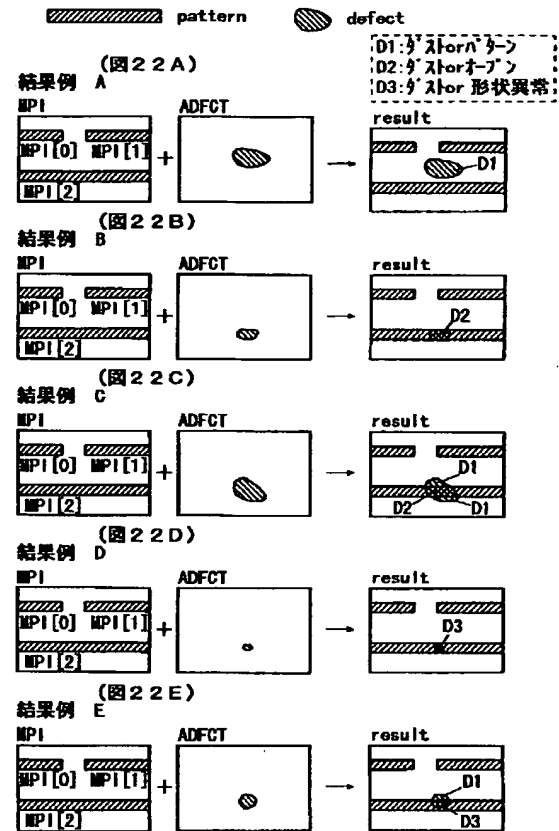 pattern defect
D1:ダストorパターン
D2:ダストorオープン
D3:ダストor 形状異常
(図22A)
結果例 A
MPI ADFCT result
MPI[0] MPI[1] + → D1
MPI[2]
(図22B)
結果例 B
MPI ADFCT result
MPI[0] MPI[1] + → D2
MPI[2]
(図22C)
結果例 C
MPI ADFCT result
MPI[0] MPI[1] + → D1
MPI[2] D2 D1
(図22D)
結果例 D
MPI ADFCT result
MPI[0] MPI[1] + → D3
MPI[2]
(図22E)
結果例 E
MPI ADFCT result
MPI[0] MPI[1] + → D1
MPI[2] D3